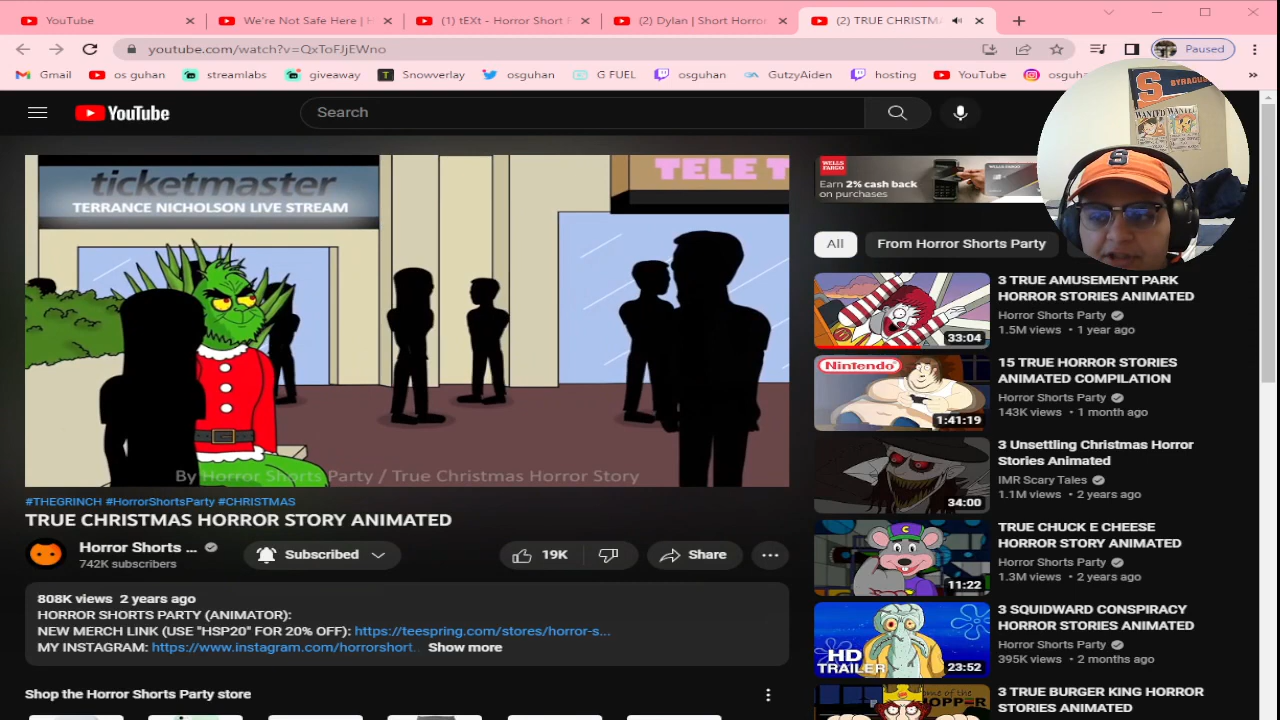 YouTube
We're Not Safe Here | H
(1) tEXt - Horror Short F
(2) Dylan | Short Horror
(2) TRUE CHRISTMA
youtube.com/watch?v=QxToFJjEWno
Paused
Gmail
os guhan
streamlabs
giveaway
Snowverlay
osguhan
G FUEL
osguhan
GutzyAiden
hosting
YouTube
osguha
YouTube
Search
SYRACUS
WANTED WANTED
ticketmaster
TERRANCE NICHOLSON LIVE STREAM
TELE T
By Horror Shorts Party / True Christmas Horror Story
#THEGRINCH #HorrorShortsParty #CHRISTMAS
TRUE CHRISTMAS HORROR STORY ANIMATED
Horror Shorts ...
742K subscribers
Subscribed
19K
Share
808K views 2 years ago
HORROR SHORTS PARTY (ANIMATOR):
NEW MERCH LINK (USE "HSP20" FOR 20% OFF): https://teespring.com/stores/horror-s...
MY INSTAGRAM: https://www.instagram.com/horrorshort... Show more
Shop the Horror Shorts Party store
WELLS
FARGO
Earn 2% cash back
on purchases
All
From Horror Shorts Party
3 TRUE AMUSEMENT PARK
HORROR STORIES ANIMATED
Horror Shorts Party
1.5M views • 1 year ago
33:04
Nintendo
15 TRUE HORROR STORIES
ANIMATED COMPILATION
Horror Shorts Party
143K views • 1 month ago
1:41:19
3 Unsettling Christmas Horror
Stories Animated
IMR Scary Tales
1.1M views • 2 years ago
34:00
TRUE CHUCK E CHEESE
HORROR STORY ANIMATED
Horror Shorts Party
1.3M views • 2 years ago
11:22
3 SQUIDWARD CONSPIRACY
HORROR STORIES ANIMATED
Horror Shorts Party
395K views • 2 months ago
HD
TRAILER
23:52
3 TRUE BURGER KING HORROR
STORIES ANIMATED